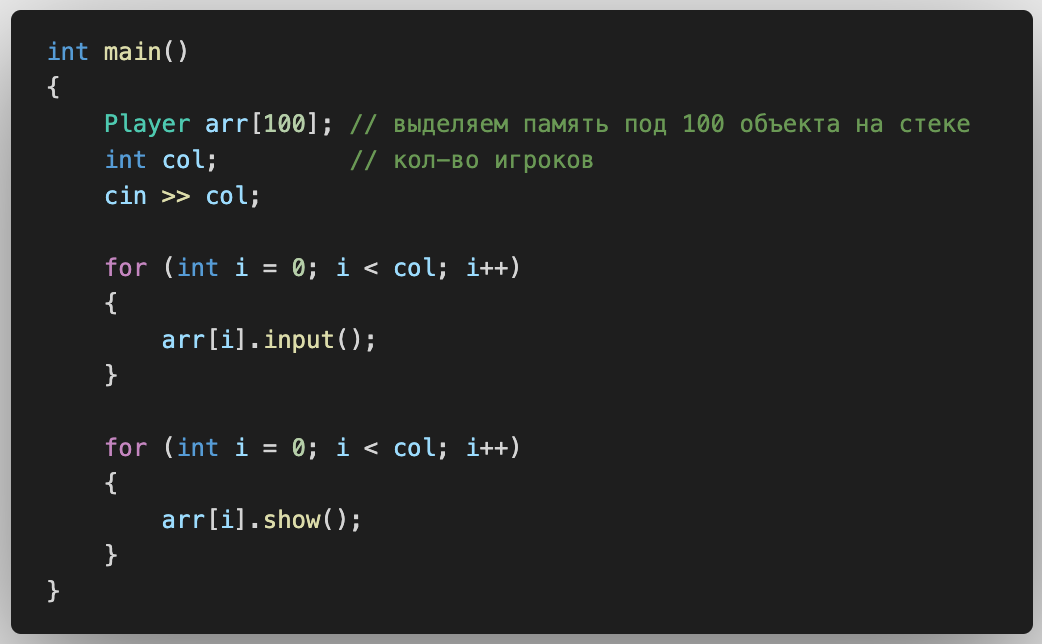 int main()
{
    Player arr[100]; // выделяем память под 100 объекта на стеке
    int col;         // кол-во игроков
    cin >> col;

    for (int i = 0; i < col; i++)
    {
        arr[i].input();
    }

    for (int i = 0; i < col; i++)
    {
        arr[i].show();
    }
}